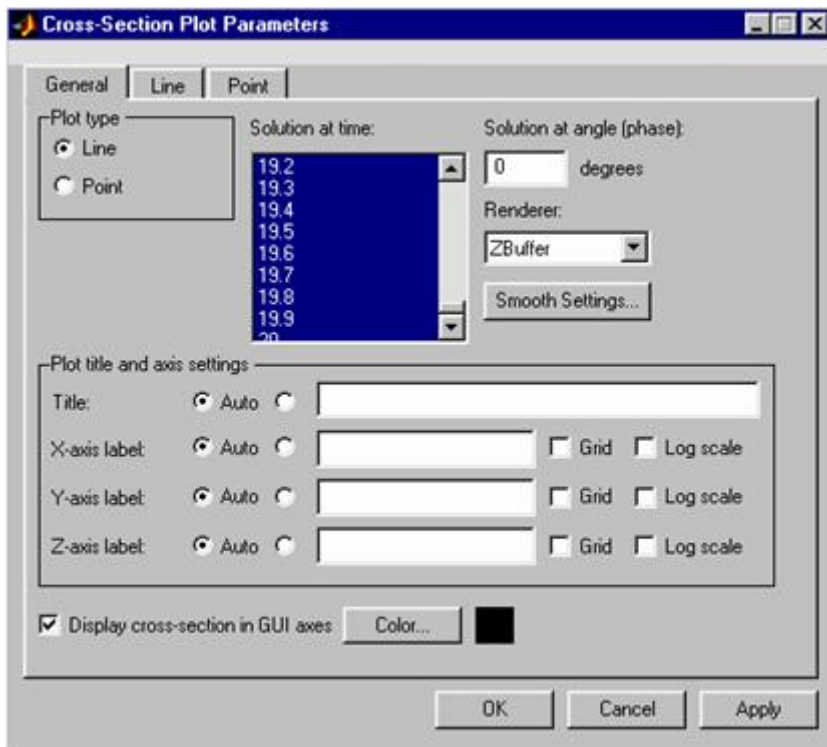 Cross-Section Plot Parameters
General Line Point
Plot type
Line
Point
Solution at time:
19.2
19.3
19.4
19.5
19.6
19.7
19.8
19.9
20
Solution at angle (phase):
0 degrees
Renderer:
ZBuffer
Smooth Settings...
Plot title and axis settings
Title: Auto
X-axis label: Auto Grid Log scale
Y-axis label: Auto Grid Log scale
Z-axis label: Auto Grid Log scale
Display cross-section in GUI axes Color...
OK Cancel Apply